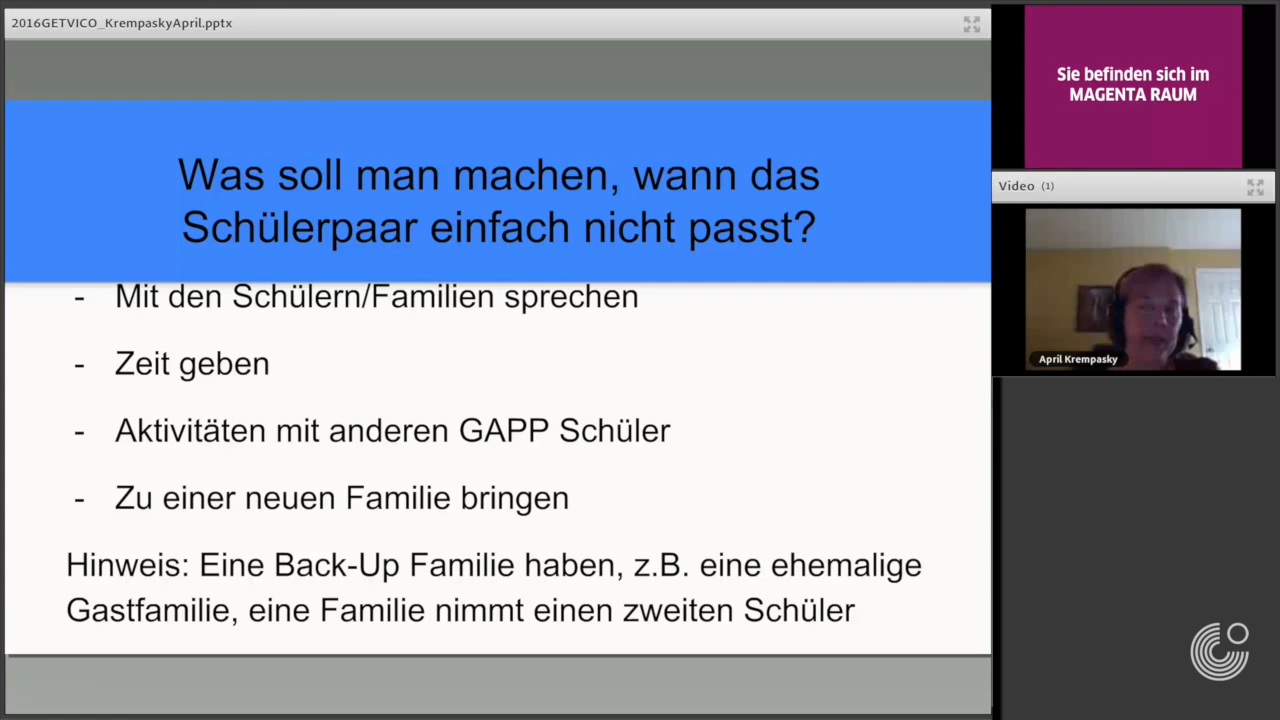 2016GETVICO_KrempaskyApril.pptx
Was soll man machen, wann das
Schülerpaar einfach nicht passt?
- Mit den Schülern/Familien sprechen
- Zeit geben
- Aktivitäten mit anderen GAPP Schüler
- Zu einer neuen Familie bringen
Hinweis: Eine Back-Up Familie haben, z.B. eine ehemalige
Gastfamilie, eine Familie nimmt einen zweiten Schüler
Sie befinden sich im
MAGENTA RAUM
Video (1)
April Krempasky